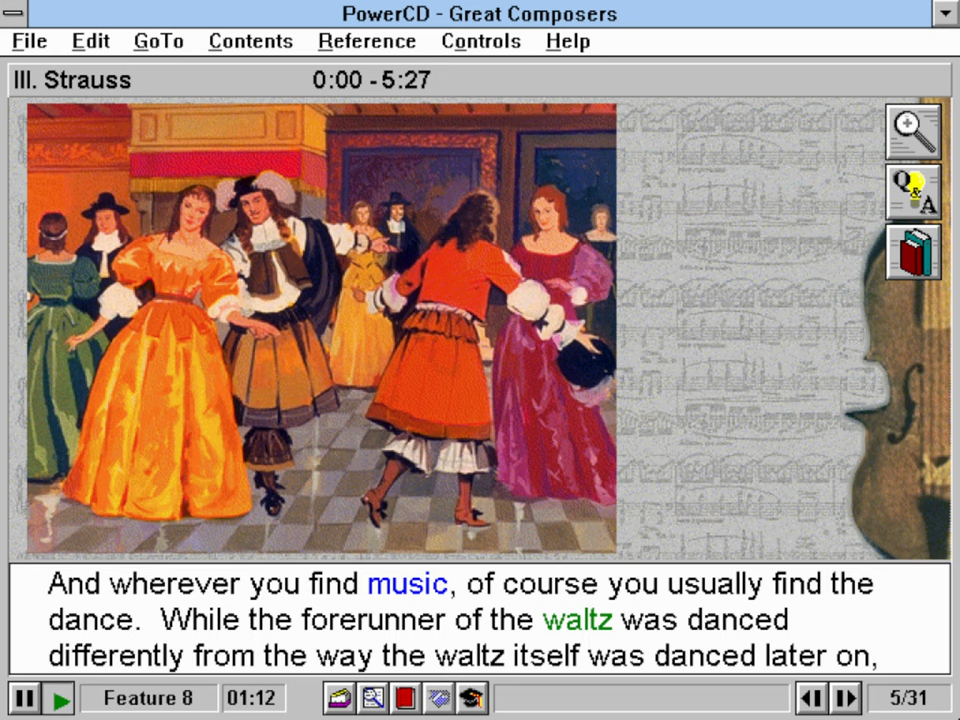 PowerCD - Great Composers
File Edit GoTo Contents Reference Controls Help
III. Strauss 0:00 - 5:27
Q & A
And wherever you find music, of course you usually find the
dance. While the forerunner of the waltz was danced
differently from the way the waltz itself was danced later on,
Feature 8 01:12 5/31